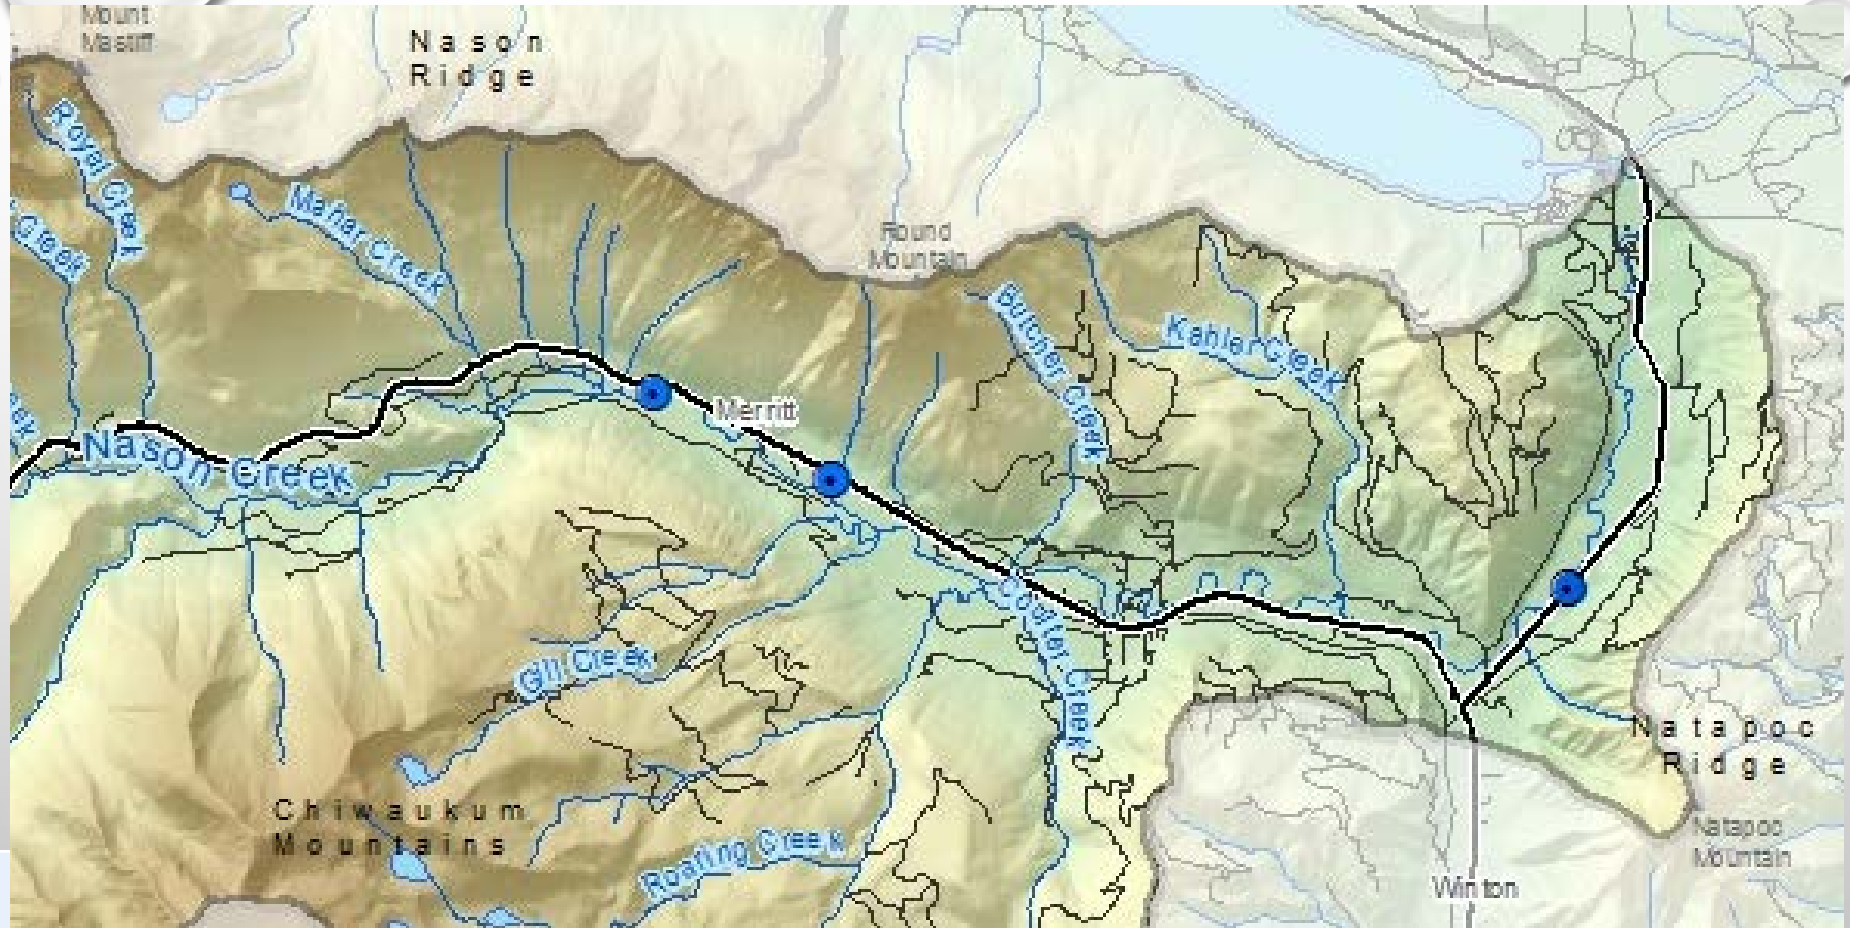 Mount
Mastiff
Nason
Ridge
Royal Creek
Creek
Mahar Creek
Round
Mountain
Butcher Creek
Kahler Creek
Merritt
Nason Creek
Coulter Creek
Gill Creek
Natapoc
Ridge
Chiwaukum
Mountains
Roaring Creek
Natapoc
Mountain
Winton